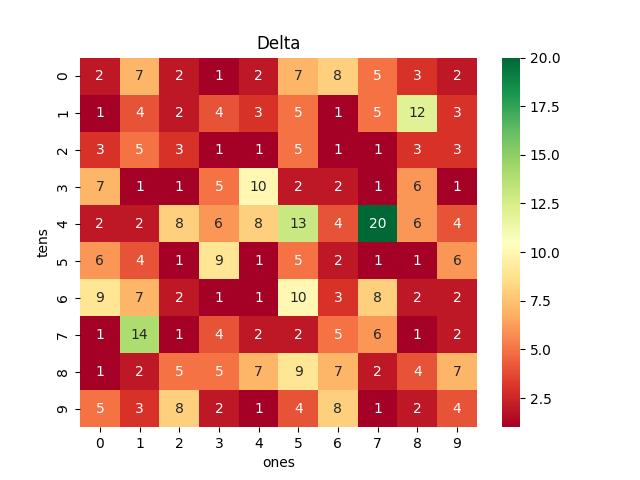 Delta
0 2 7 2 1 2 7 8 5 3 2
1 1 4 2 4 3 5 1 5 12 3
2 3 5 3 1 1 5 1 1 3 3
3 7 1 1 5 10 2 2 1 6 1
4 2 2 8 6 8 13 4 20 6 4
5 6 4 1 9 1 5 2 1 1 6
6 9 7 2 1 1 10 3 8 2 2
7 1 14 1 4 2 2 5 6 1 2
8 1 2 5 5 7 9 7 2 4 7
9 5 3 8 2 1 4 8 1 2 4
0 1 2 3 4 5 6 7 8 9
ones
tens
20.0
17.5
15.0
12.5
10.0
7.5
5.0
2.5